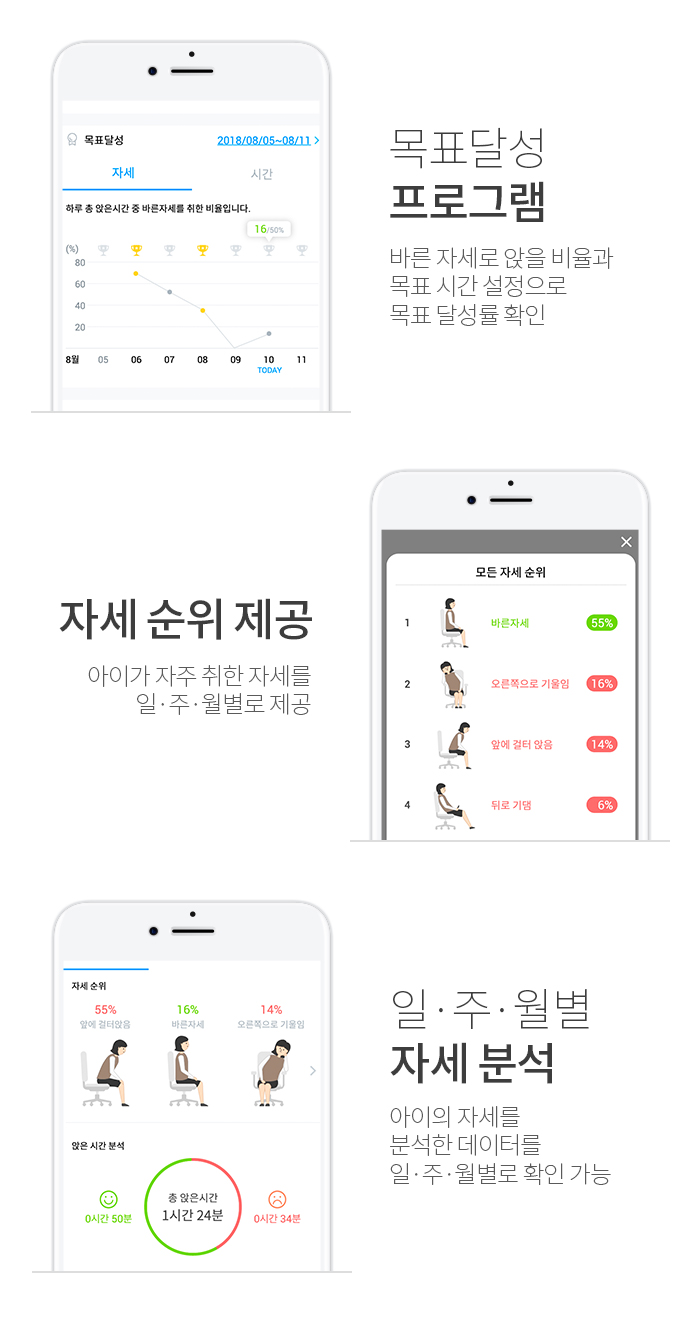 목표달성
2018/08/05~08/11 >
자세
시간
하루 총 앉은시간 중 바른자세를 취한 비율입니다.
16/50%
(%)
80
60
40
20
8월 05 06 07 08 09 10 11
TODAY
목표달성
프로그램
바른 자세로 앉을 비율과
목표 시간 설정으로
목표 달성률 확인
자세 순위 제공
아이가 자주 취한 자세를
일·주·월별로 제공
모든 자세 순위
1 바른자세 55%
2 오른쪽으로 기울임 16%
3 앞에 걸터 앉음 14%
4 뒤로 기댐 6%
자세 순위
55% 16% 14%
앞에 걸터앉음 바른자세 오른쪽으로 기울임
앉은 시간 분석
총 앉은시간
1시간 24분
0시간 50분
0시간 34분
일·주·월별
자세 분석
아이의 자세를
분석한 데이터를
일·주·월별로 확인 가능